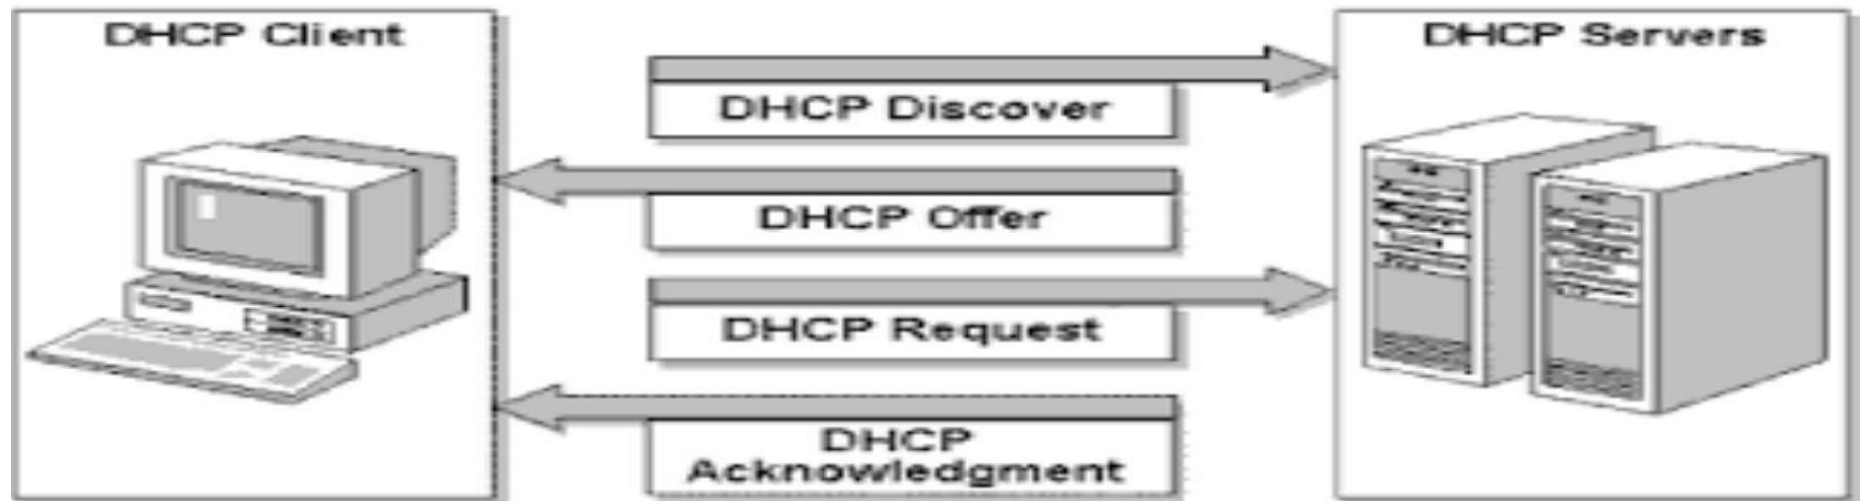 DHCP Client
DHCP Servers
DHCP Discover
DHCP Offer
DHCP Request
DHCP
Acknowledgment